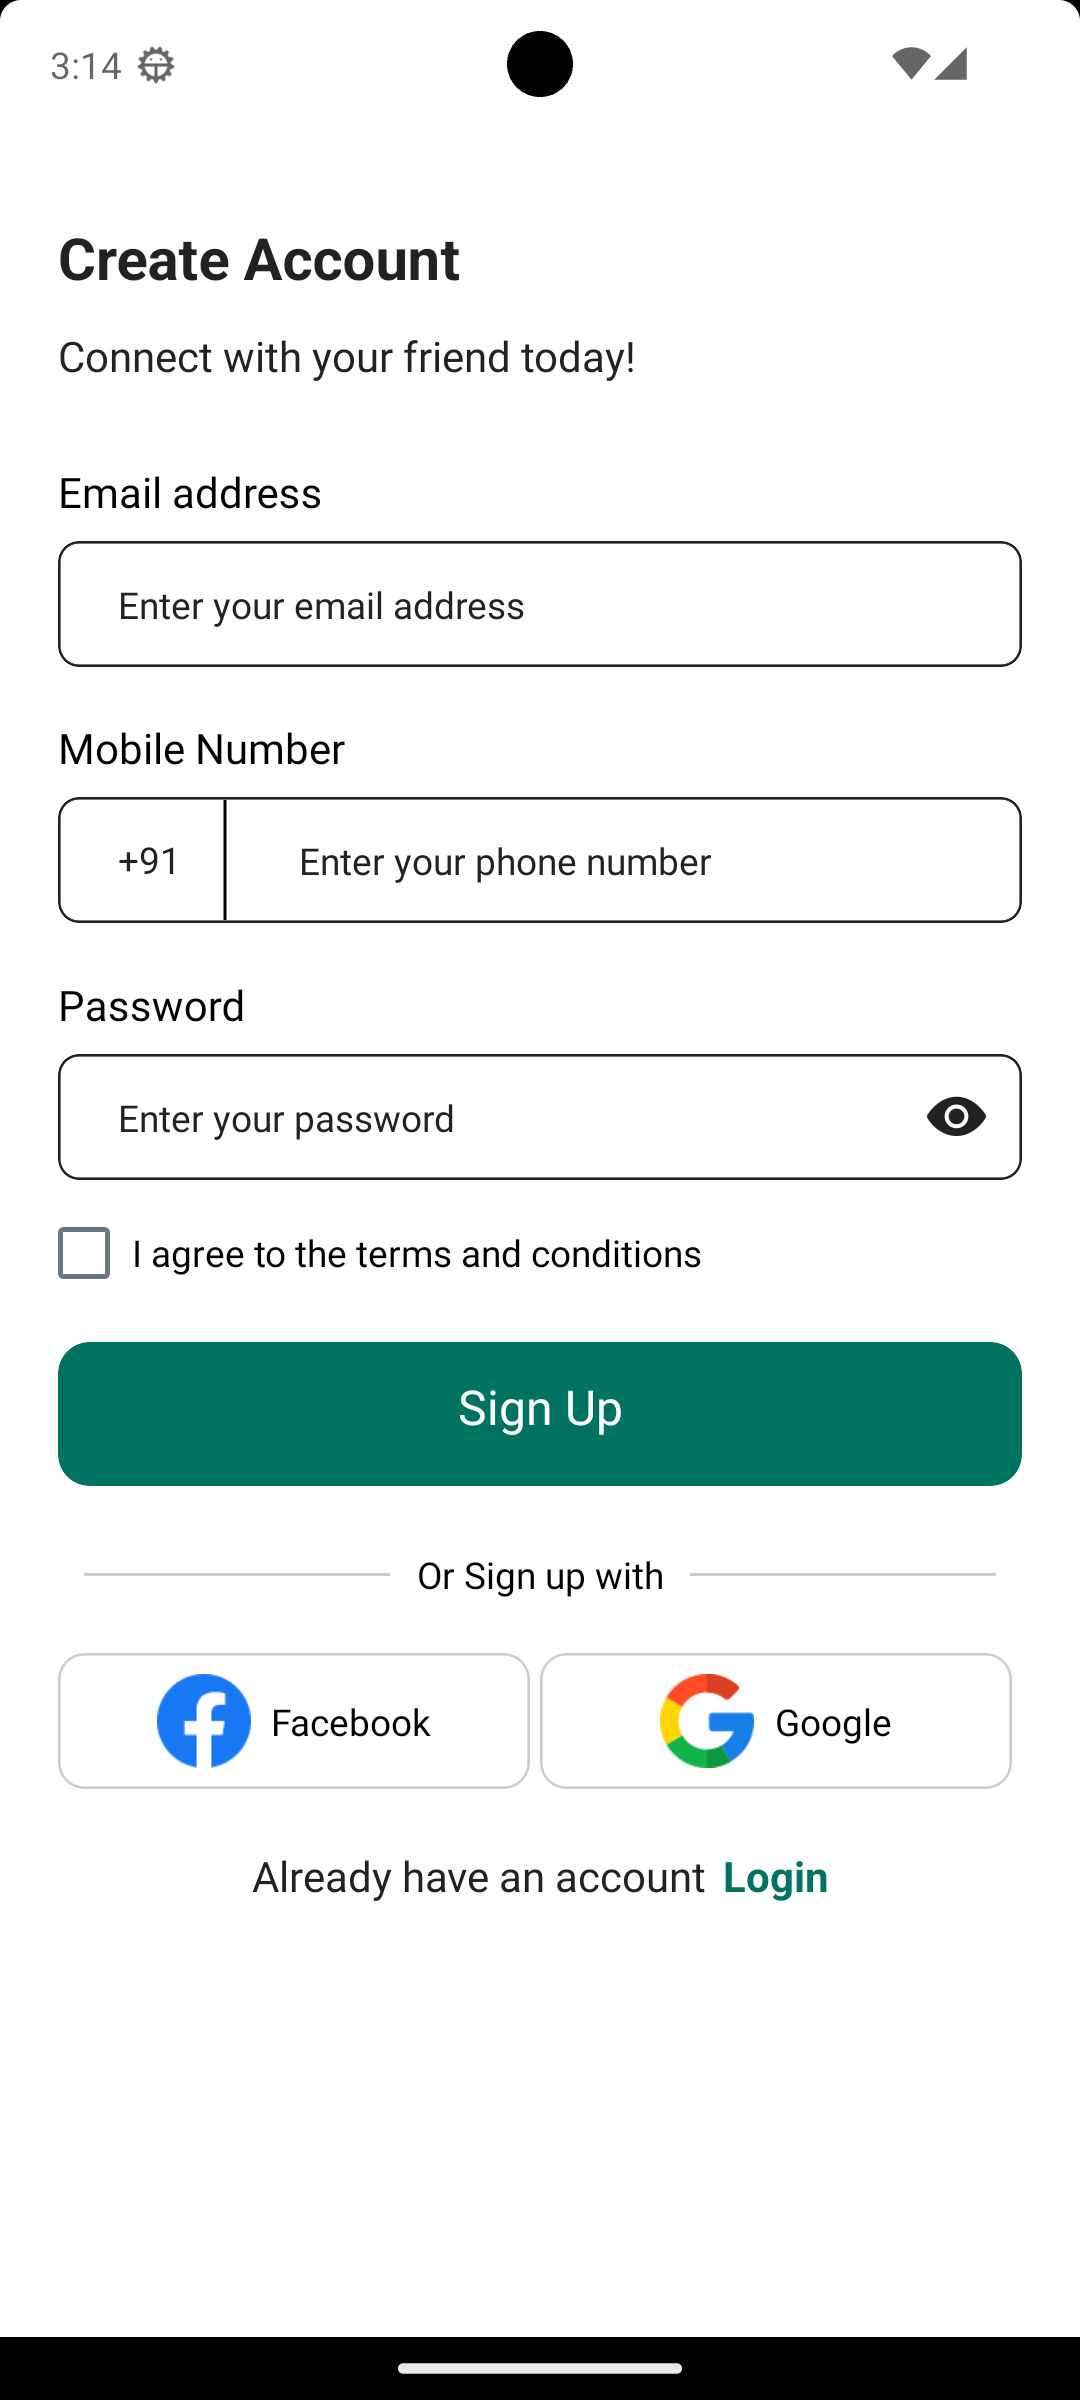 3:14
Create Account
Connect with your friend today!
Email address
Enter your email address
Mobile Number
+91 Enter your phone number
Password
Enter your password
I agree to the terms and conditions
Sign Up
Or Sign up with
Facebook Google
Already have an account Login